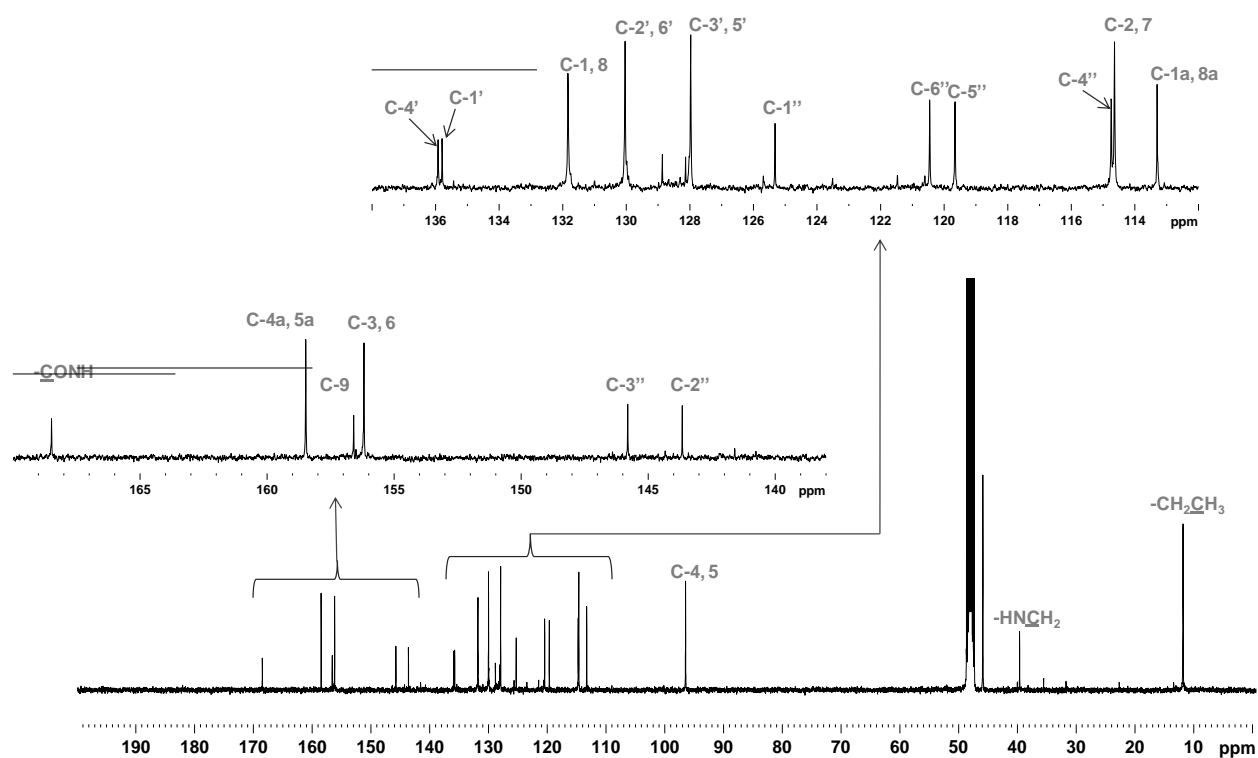 C-2', 6' C-3', 5' C-2, 7
C-1, 8 C-4'' C-1a, 8a
C-4' C-1' C-1'' C-6'' C-5''
136 134 132 130 128 126 124 122 120 118 116 114 ppm
C-4a, 5a C-3, 6
-CONH C-9 C-3'' C-2''
165 160 155 150 145 140 ppm
-CH₂CH₃
C-4, 5
-HNCH₂
190 180 170 160 150 140 130 120 110 100 90 80 70 60 50 40 30 20 10 ppm